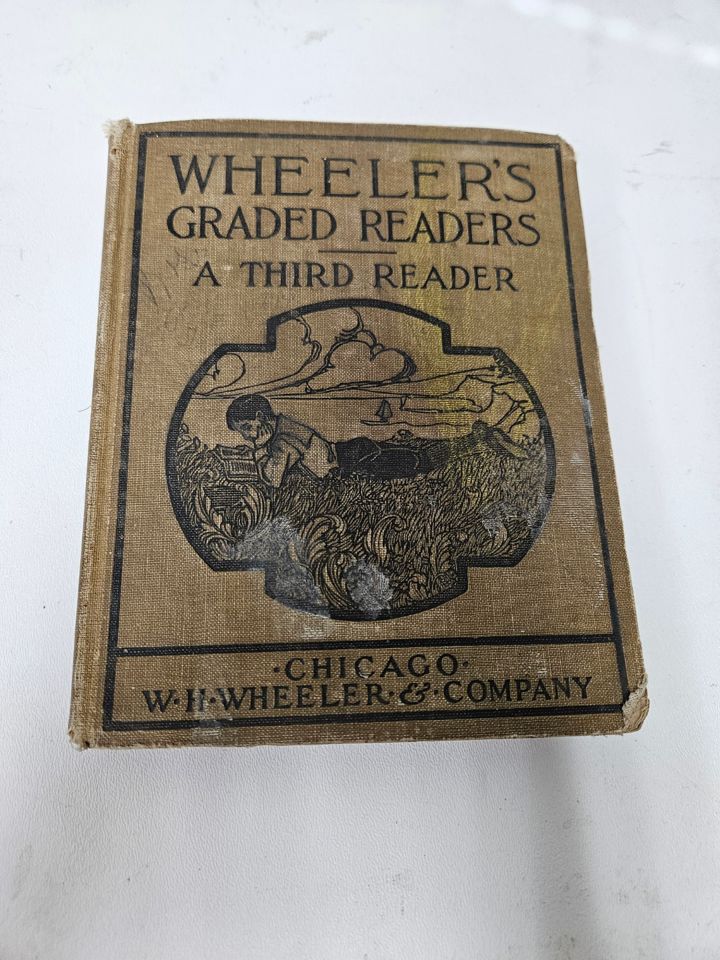 WHEELER'S
GRADED READERS
A THIRD READER
·CHICAGO·
W·H·WHEELER·&·COMPANY